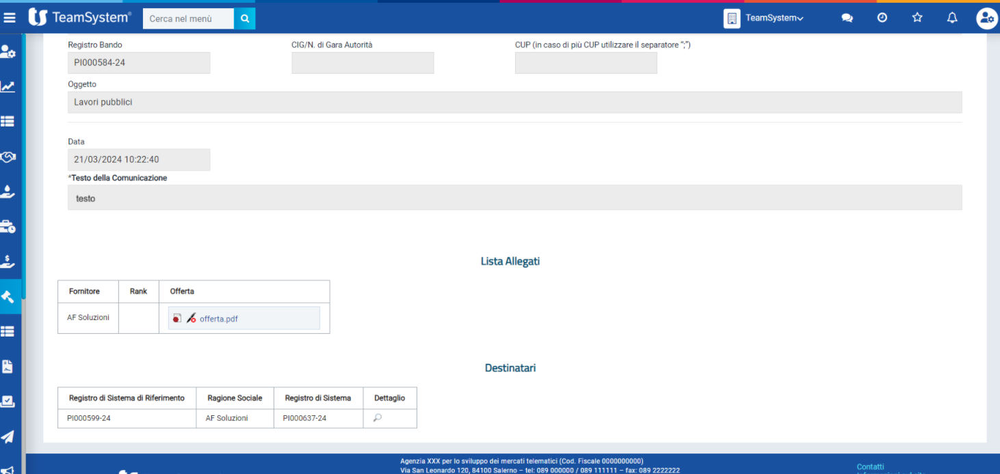 TeamSystem®
Cerca nel menù
TeamSystem
Registro Bando
CIG/N. di Gara Autorità
CUP (in caso di più CUP utilizzare il separatore “;”)
PI000584-24
Oggetto
Lavori pubblici
Data
21/03/2024 10:22:40
*Testo della Comunicazione
testo
Lista Allegati
Fornitore Rank Offerta
AF Soluzioni offerta.pdf
Destinatari
Registro di Sistema di Riferimento Ragione Sociale Registro di Sistema Dettaglio
PI000599-24 AF Soluzioni PI000637-24
Agenzia XXX per lo sviluppo dei mercati telematici (Cod. Fiscale 0000000000)
Via San Leonardo 120, 84100 Salerno – tel: 089 000000 / 089 111111 – fax: 089 2222222
Contatti